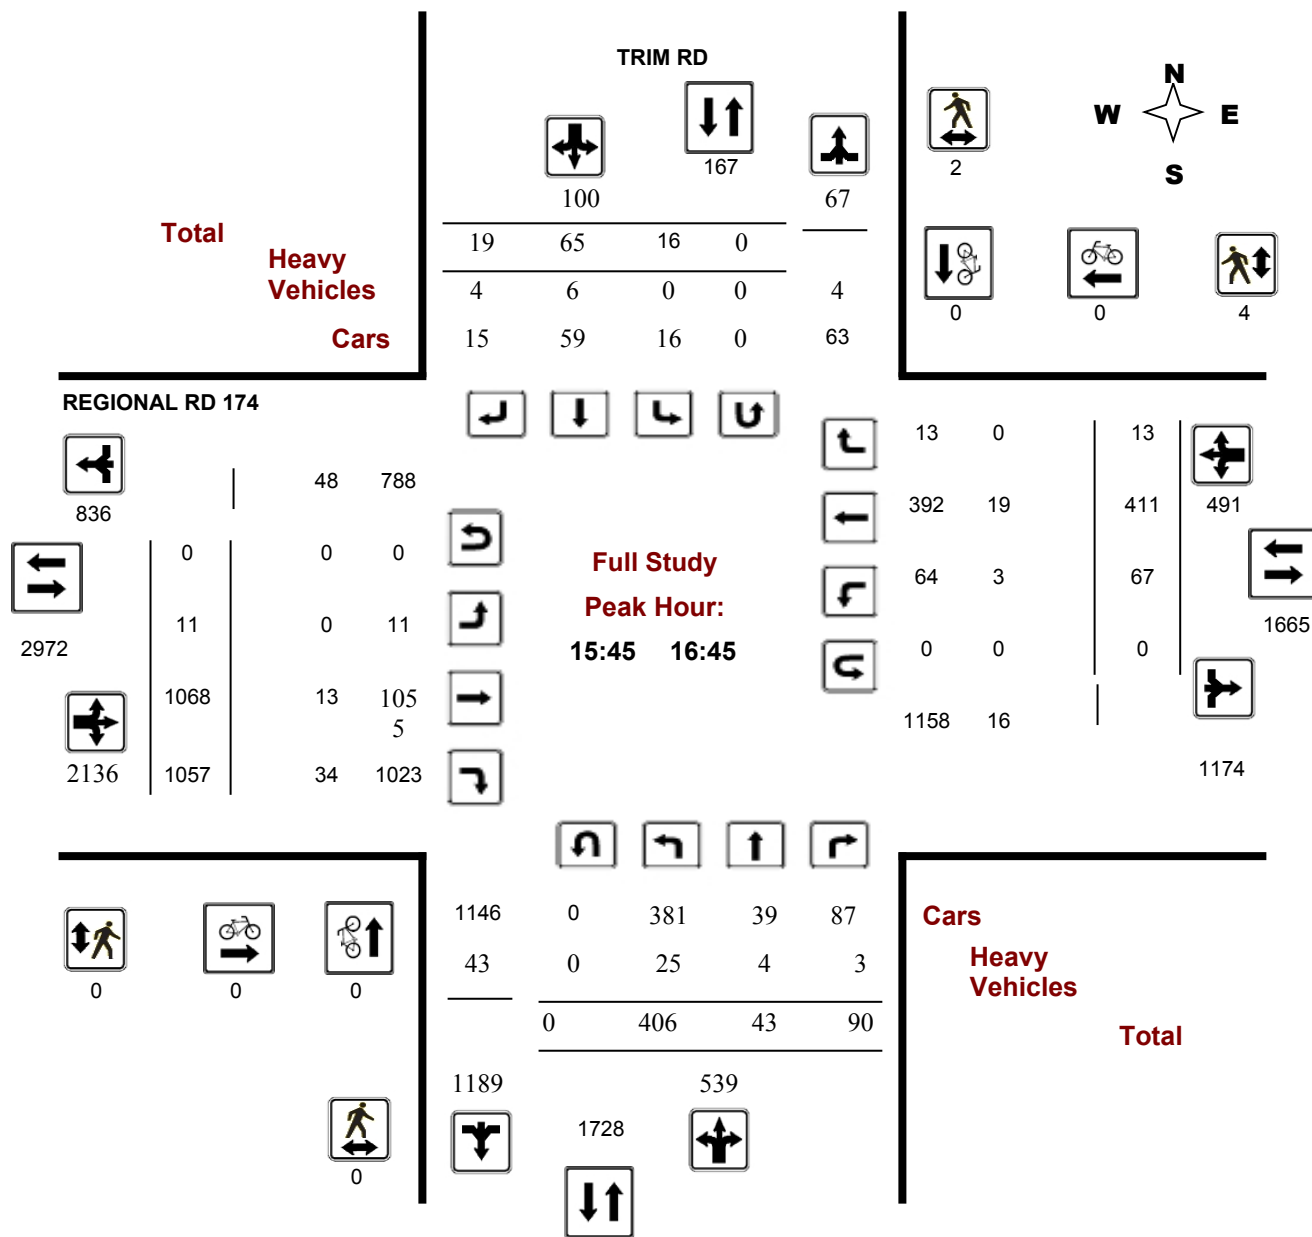 TRIM RD
N
W E
S
167
2
100
67
Total
19 65 16 0
Heavy
Vehicles
4 6 0 0 4
0 0 4
Cars
15 59 16 0 63
REGIONAL RD 174
13 0 13
48 788
836
392 19 411 491
0 0 0
Full Study
64 3 67
Peak Hour:
11 0 11
1665
2972
15:45 16:45
0 0 0
1068 13 105
5
1158 16
2136 1057 34 1023
1174
1146 0 381 39 87
Cars
43 0 25 4 3
Heavy
Vehicles
0 0 0
0 406 43 90
Total
1189 539
1728
0